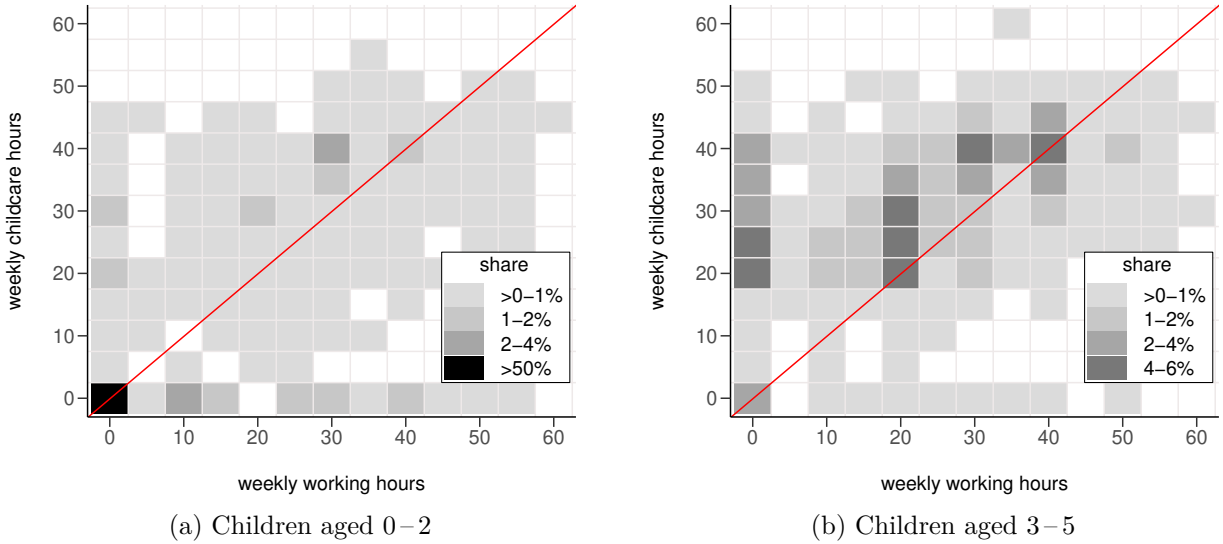 60
50
40
30
20
10
0
weekly childcare hours
0 10 20 30 40 50 60
weekly working hours
share
>0−1%
1−2%
2−4%
>50%
(a) Children aged 0–2
60
50
40
30
20
10
0
weekly childcare hours
0 10 20 30 40 50 60
weekly working hours
share
>0−1%
1−2%
2−4%
4−6%
(b) Children aged 3–5